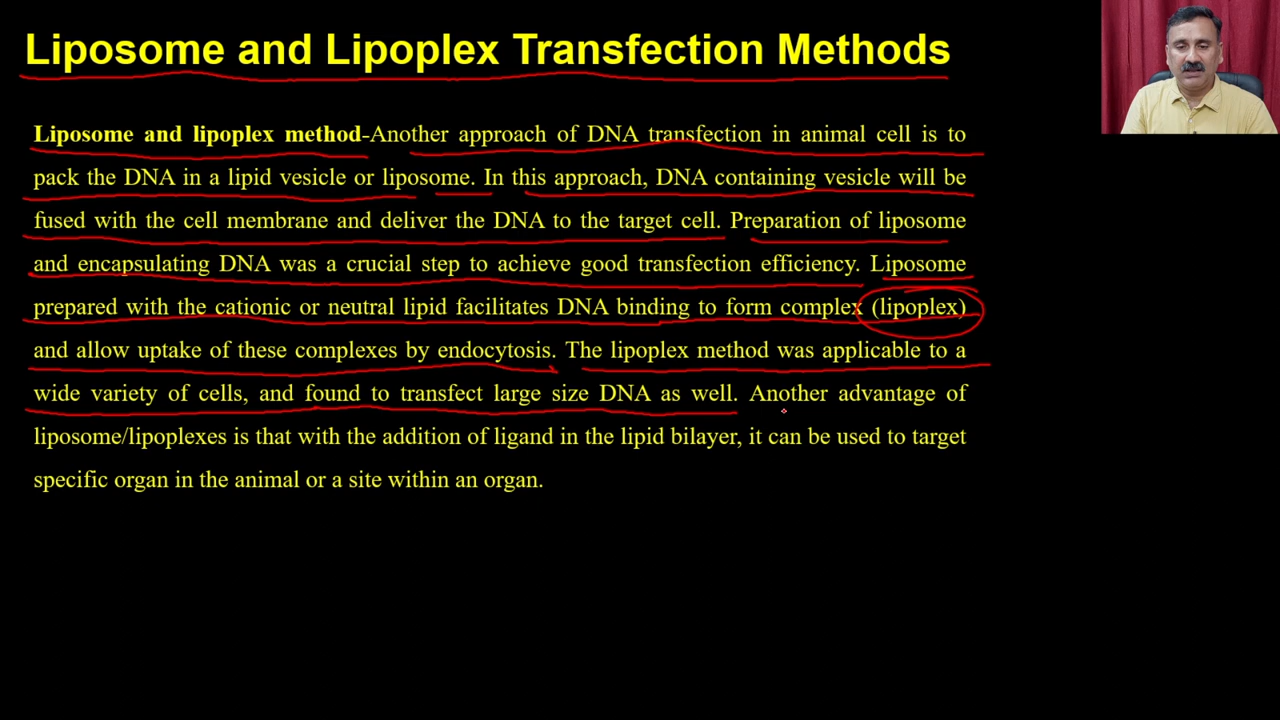 Liposome and Lipoplex Transfection Methods
Liposome and lipoplex method-Another approach of DNA transfection in animal cell is to
pack the DNA in a lipid vesicle or liposome. In this approach, DNA containing vesicle will be
fused with the cell membrane and deliver the DNA to the target cell. Preparation of liposome
and encapsulating DNA was a crucial step to achieve good transfection efficiency. Liposome
prepared with the cationic or neutral lipid facilitates DNA binding to form complex (lipoplex)
and allow uptake of these complexes by endocytosis. The lipoplex method was applicable to a
wide variety of cells, and found to transfect large size DNA as well. Another advantage of
liposome/lipoplexes is that with the addition of ligand in the lipid bilayer, it can be used to target
specific organ in the animal or a site within an organ.